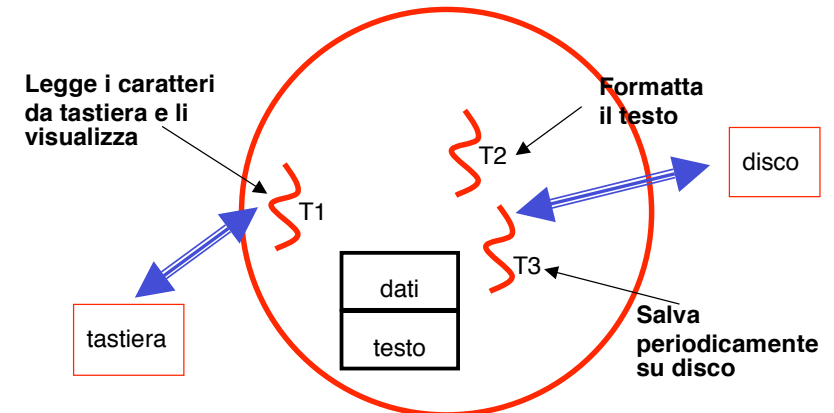 Legge i caratteri
da tastiera e li
visualizza
Formatta
il testo
T2
disco
T1
T3
dati
testo
tastiera
Salva
periodicamente
su disco